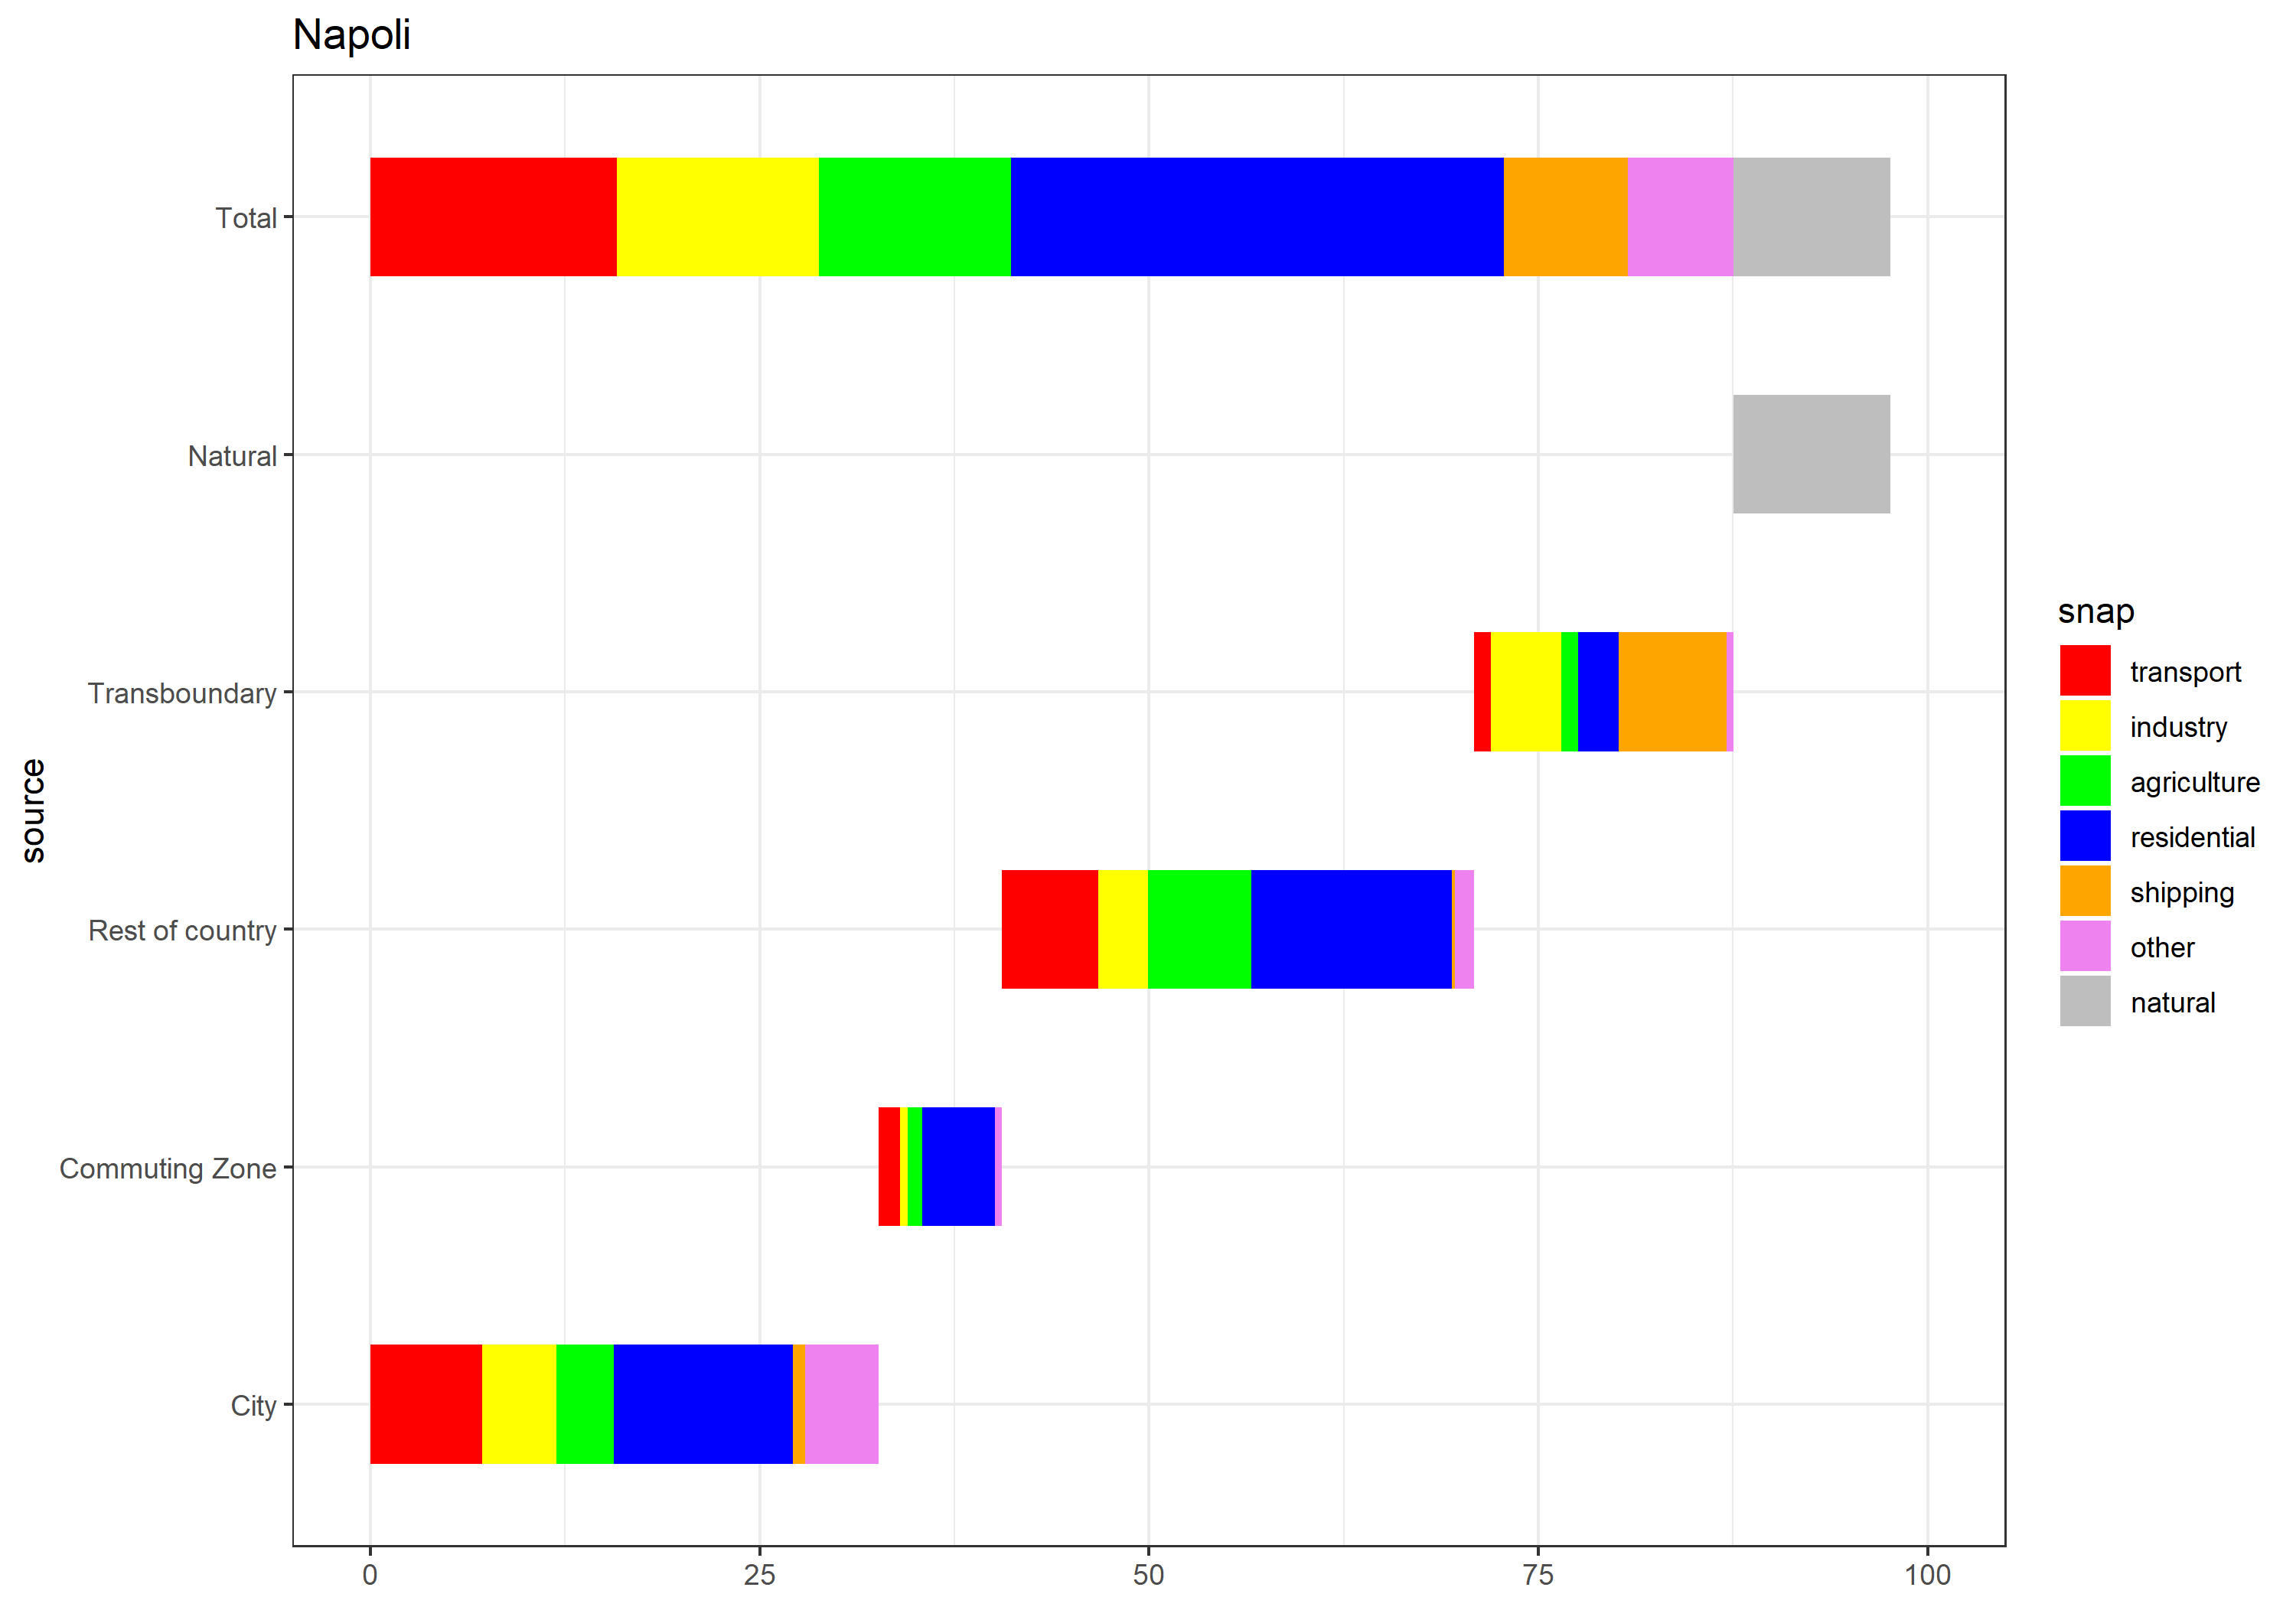 Napoli
Total
Natural
Transboundary
Rest of country
Commuting Zone
City
source
0 25 50 75 100
snap
transport
industry
agriculture
residential
shipping
other
natural